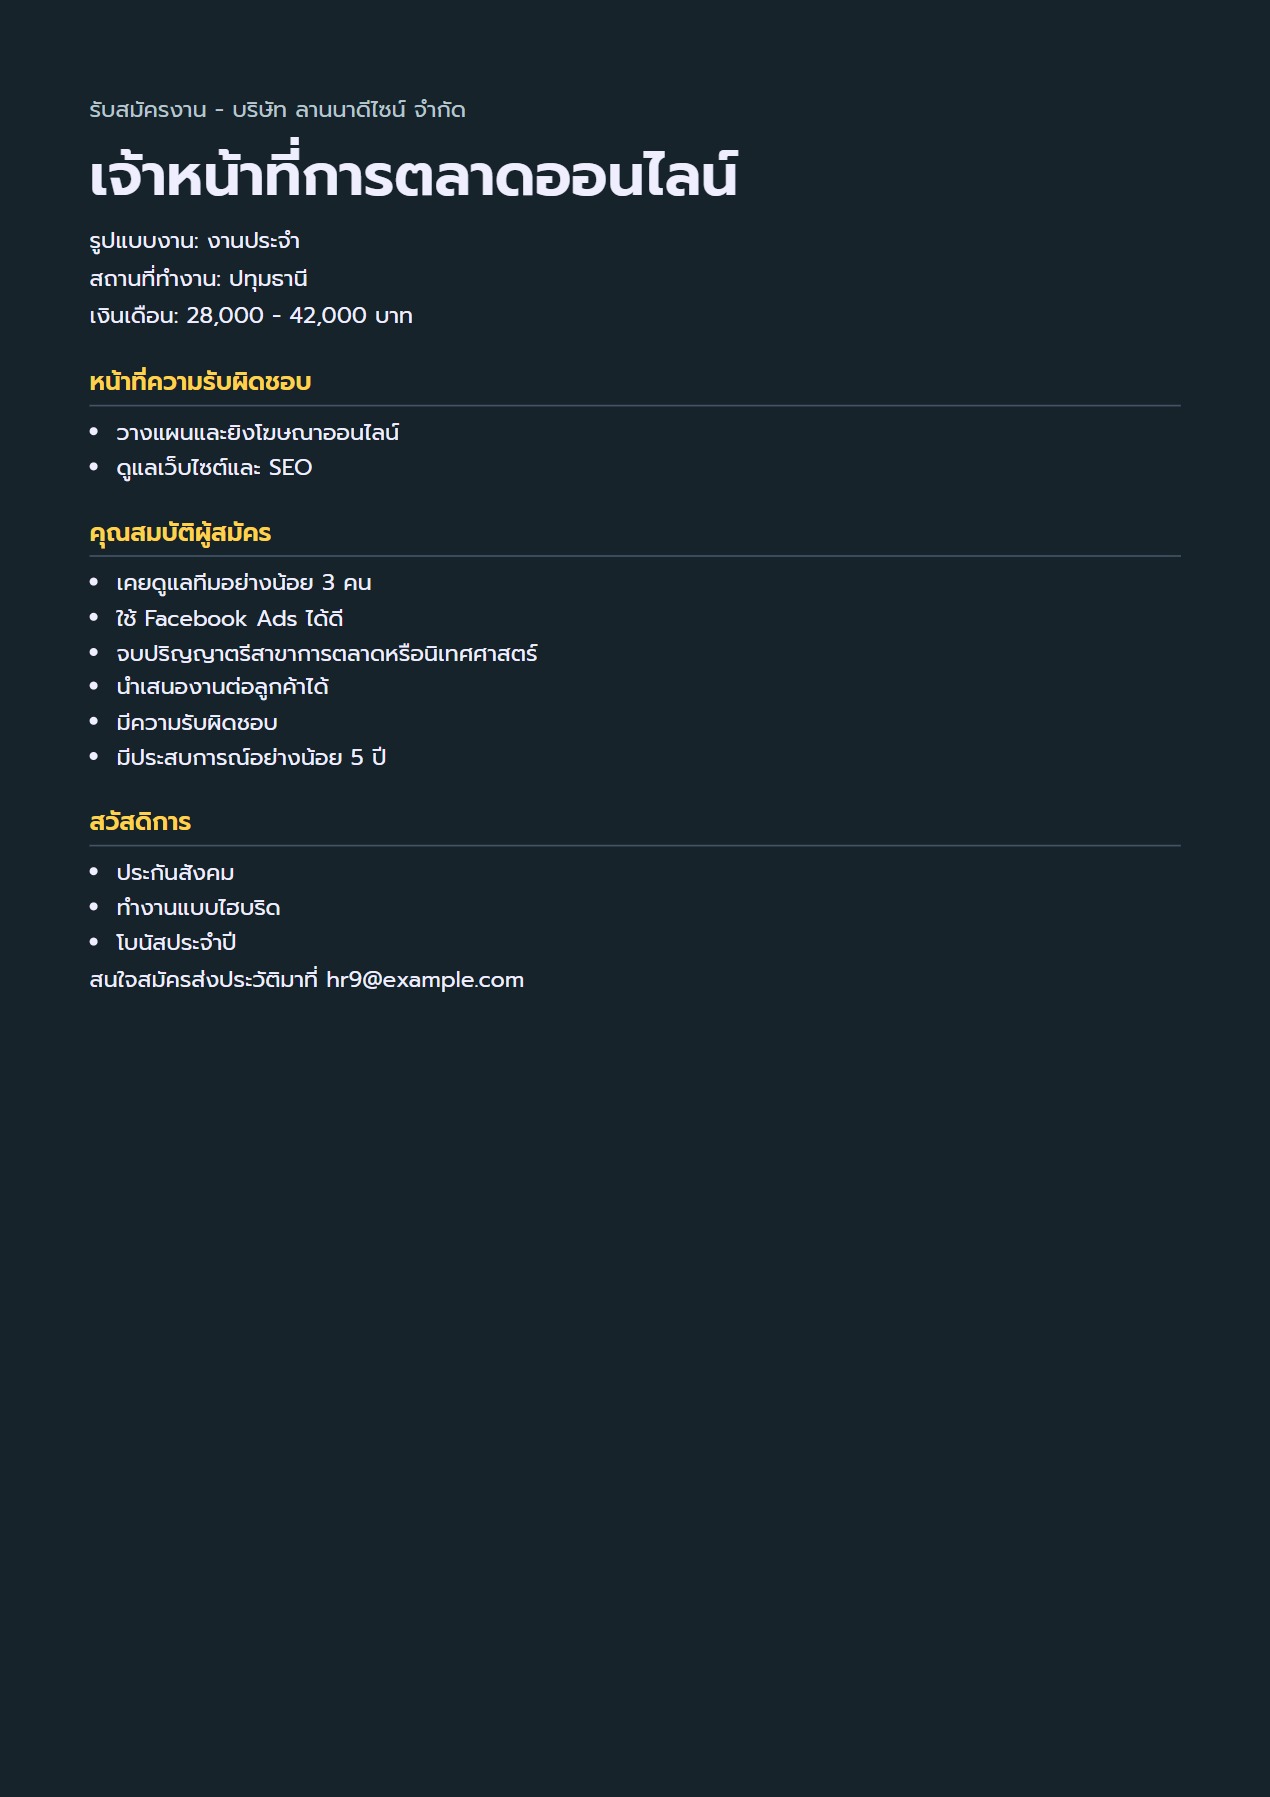 รับสมัครงาน - บริษัท ลานนาดีไซน์ จำกัด
เจ้าหน้าที่การตลาดออนไลน์
รูปแบบงาน: งานประจำ
สถานที่ทำงาน: ปทุมธานี
เงินเดือน: 28,000 - 42,000 บาท
หน้าที่ความรับผิดชอบ
• วางแผนและยิงโฆษณาออนไลน์
• ดูแลเว็บไซต์และ SEO
คุณสมบัติผู้สมัคร
• เคยดูแลทีมอย่างน้อย 3 คน
• ใช้ Facebook Ads ได้ดี
• จบปริญญาตรีสาขาการตลาดหรือนิเทศศาสตร์
• นำเสนองานต่อลูกค้าได้
• มีความรับผิดชอบ
• มีประสบการณ์อย่างน้อย 5 ปี
สวัสดิการ
• ประกันสังคม
• ทำงานแบบไฮบริด
• โบนัสประจำปี
สนใจสมัครส่งประวัติมาที่ hr9@example.com